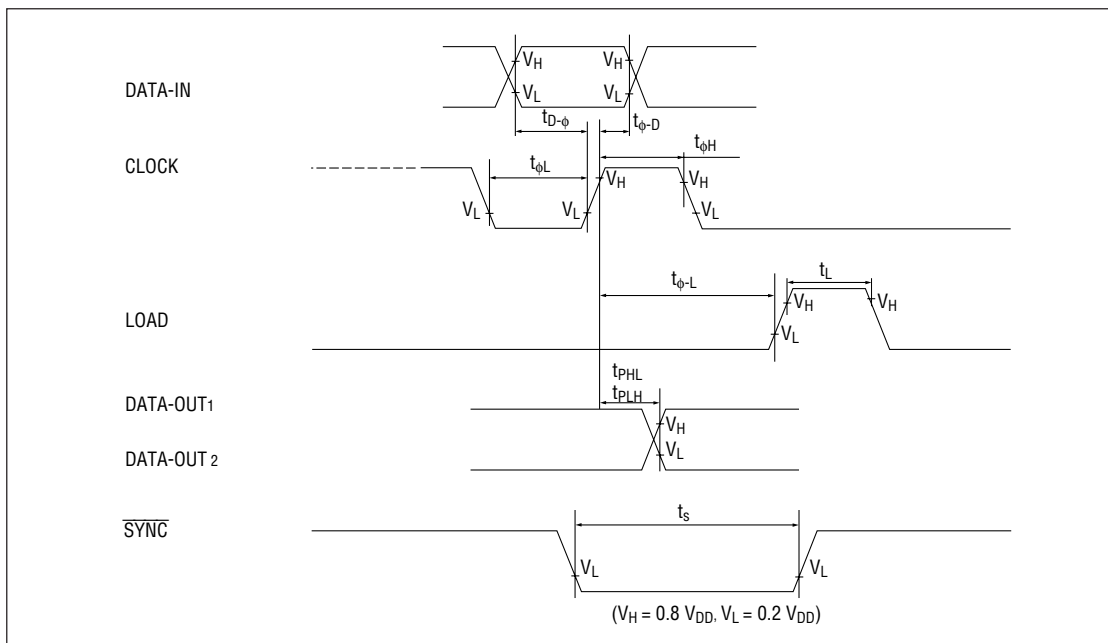 V_H V_H
DATA-IN
V_L V_L
t_D-ϕ t_ϕ-D
t_ϕH
CLOCK
t_ϕL
V_H V_H
V_L V_L V_L
t_ϕ-L t_L
V_H V_H
LOAD
V_L
t_PHL
t_PLH
DATA-OUT1
V_H
V_L
DATA-OUT 2
t_S
S̅Y̅N̅C̅
V_L V_L
(V_H = 0.8 V_DD, V_L = 0.2 V_DD)